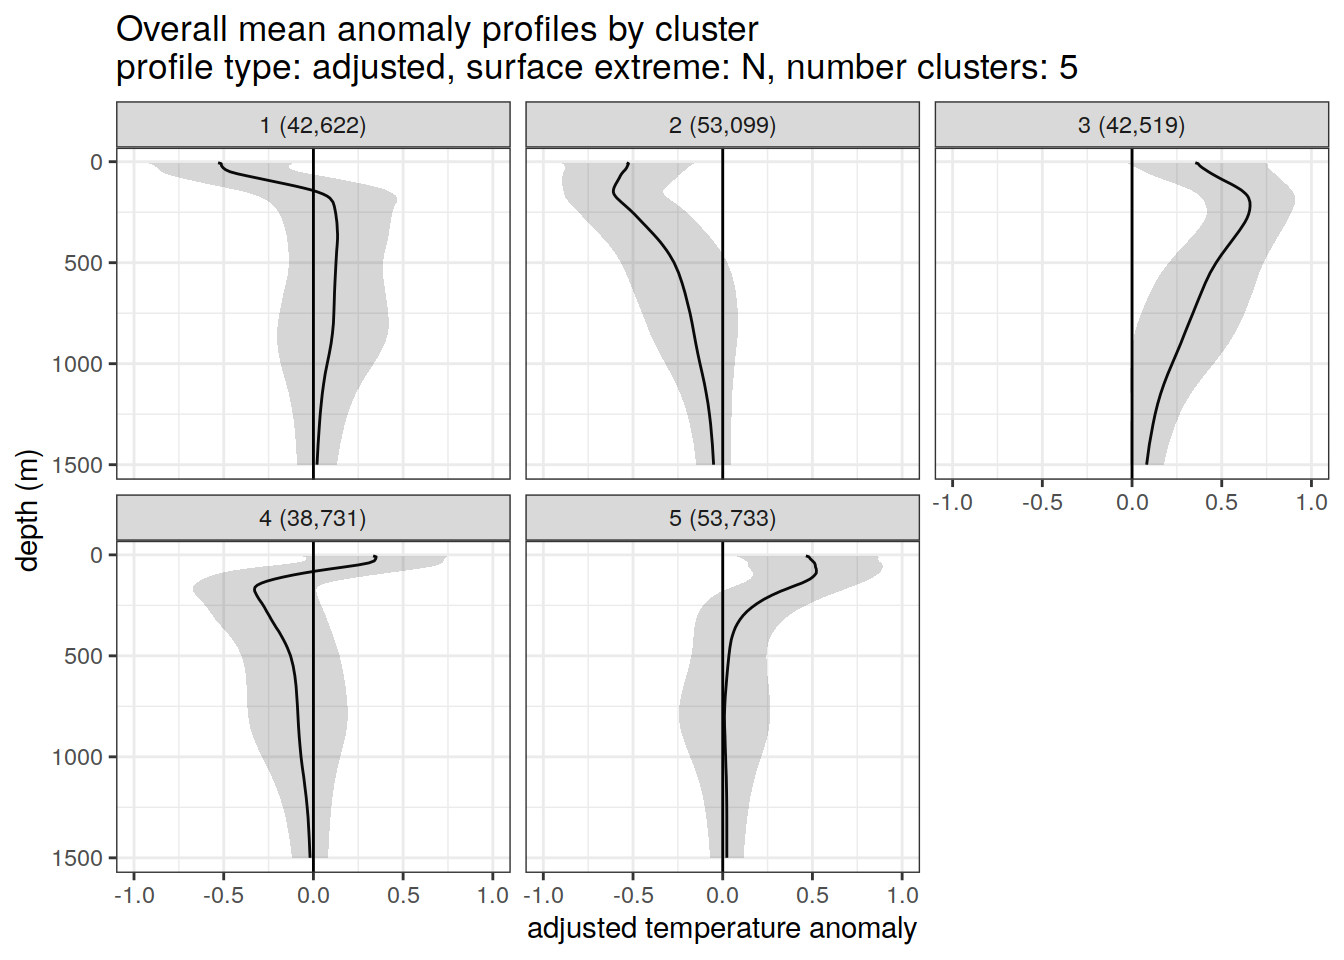 Overall mean anomaly profiles by cluster
profile type: adjusted, surface extreme: N, number clusters: 5
1 (42,622)
2 (53,099)
3 (42,519)
0
500
1000
1500
-1.0 -0.5 0.0 0.5 1.0
depth (m)
4 (38,731)
5 (53,733)
0
500
1000
1500
-1.0 -0.5 0.0 0.5 1.0
-1.0 -0.5 0.0 0.5 1.0
adjusted temperature anomaly